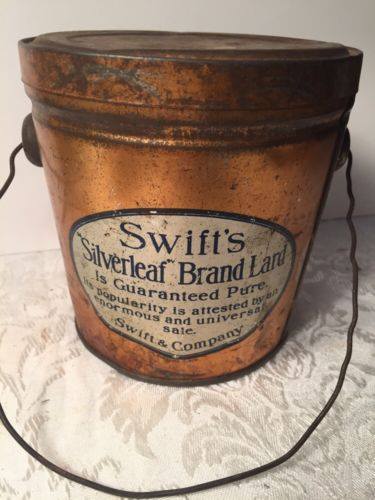 Swift's
"Silverleaf" Brand Lard
Is Guaranteed Pure.
Its popularity is attested by an
enormous and universal
sale.
Swift & Company